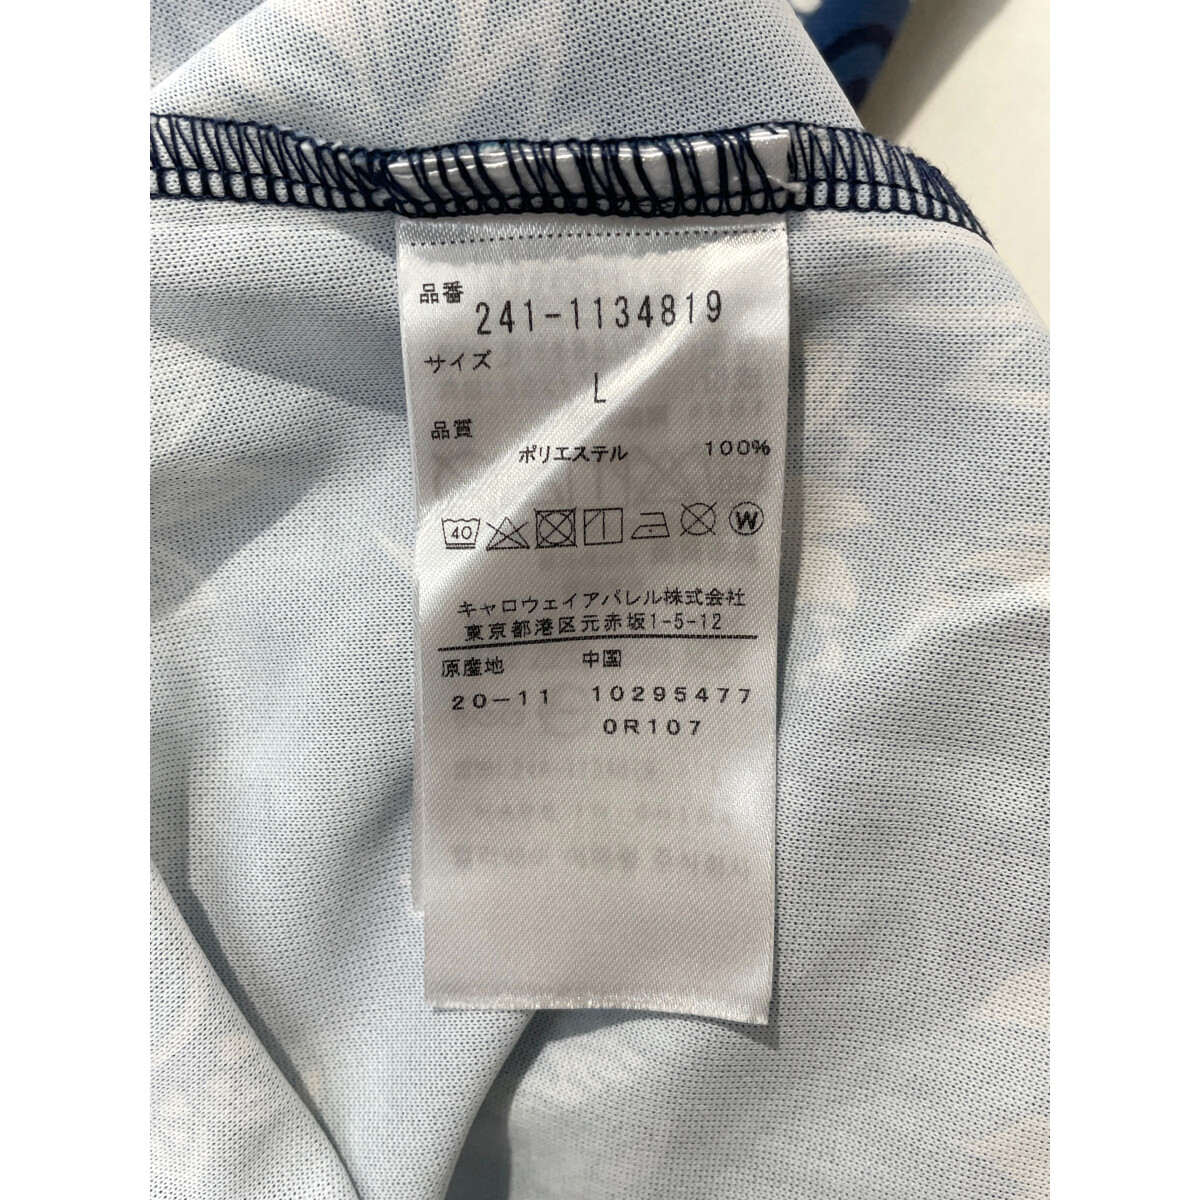 品番
241-1134819
サイズ
L
品質
ポリエステル 100%
40 W
キャロウェイアパレル株式会社
東京都港区元赤坂1-5-12
原産地 中国
20-11 10295477
0R107